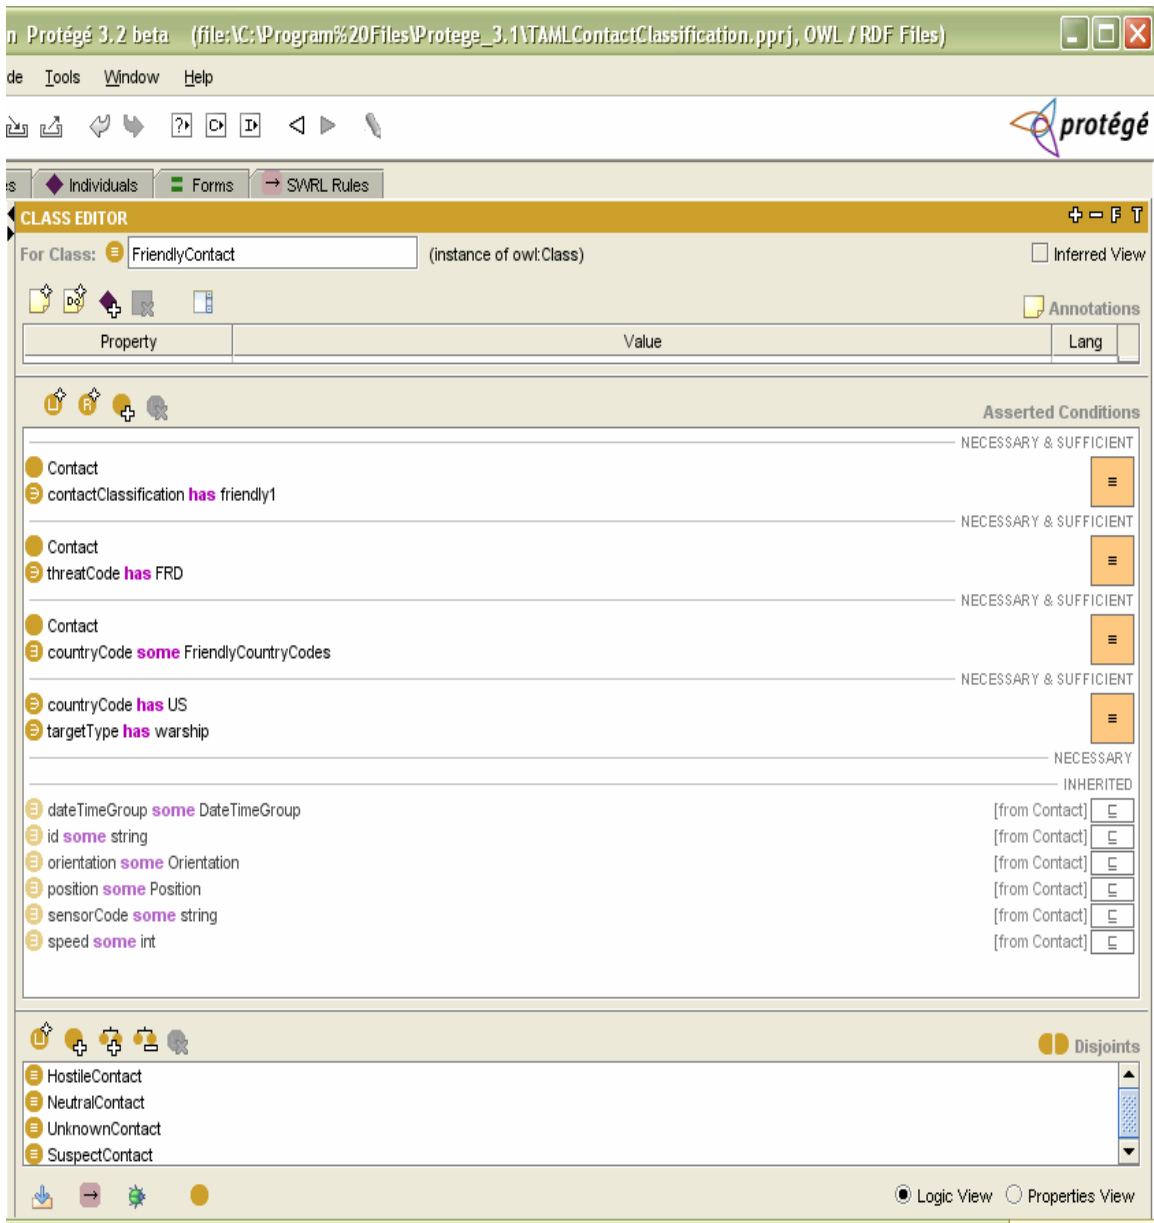 n Protégé 3.2 beta (file:\C:\Program%20Files\Protege_3.1\TAMLContactClassification.pprj, OWL / RDF Files)
de Tools Window Help
protégé
es Individuals Forms SWRL Rules
CLASS EDITOR
For Class: FriendlyContact (instance of owl:Class) Inferred View
Annotations
Property Value Lang
Asserted Conditions
NECESSARY & SUFFICIENT
Contact
contactClassification has friendly1
NECESSARY & SUFFICIENT
Contact
threatCode has FRD
NECESSARY & SUFFICIENT
Contact
countryCode some FriendlyCountryCodes
NECESSARY & SUFFICIENT
countryCode has US
targetType has warship
NECESSARY
INHERITED
dateTimeGroup some DateTimeGroup [from Contact]
id some string [from Contact]
orientation some Orientation [from Contact]
position some Position [from Contact]
sensorCode some string [from Contact]
speed some int [from Contact]
Disjoints
HostileContact
NeutralContact
UnknownContact
SuspectContact
Logic View Properties View